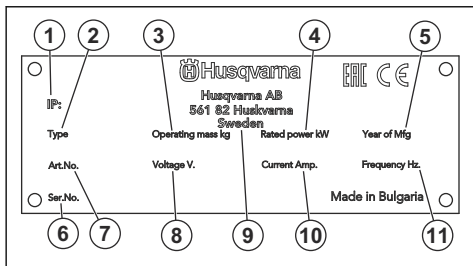 1 2 3 4 5
Husqvarna EAC CE
IP:
Husqvarna AB
561 82 Huskvarna
Sweden
Type Operating mass kg Rated power kW Year of Mfg
Art.No. Voltage V. Current Amp. Frequency Hz.
Ser.No. Made in Bulgaria
6 7 8 9 10 11